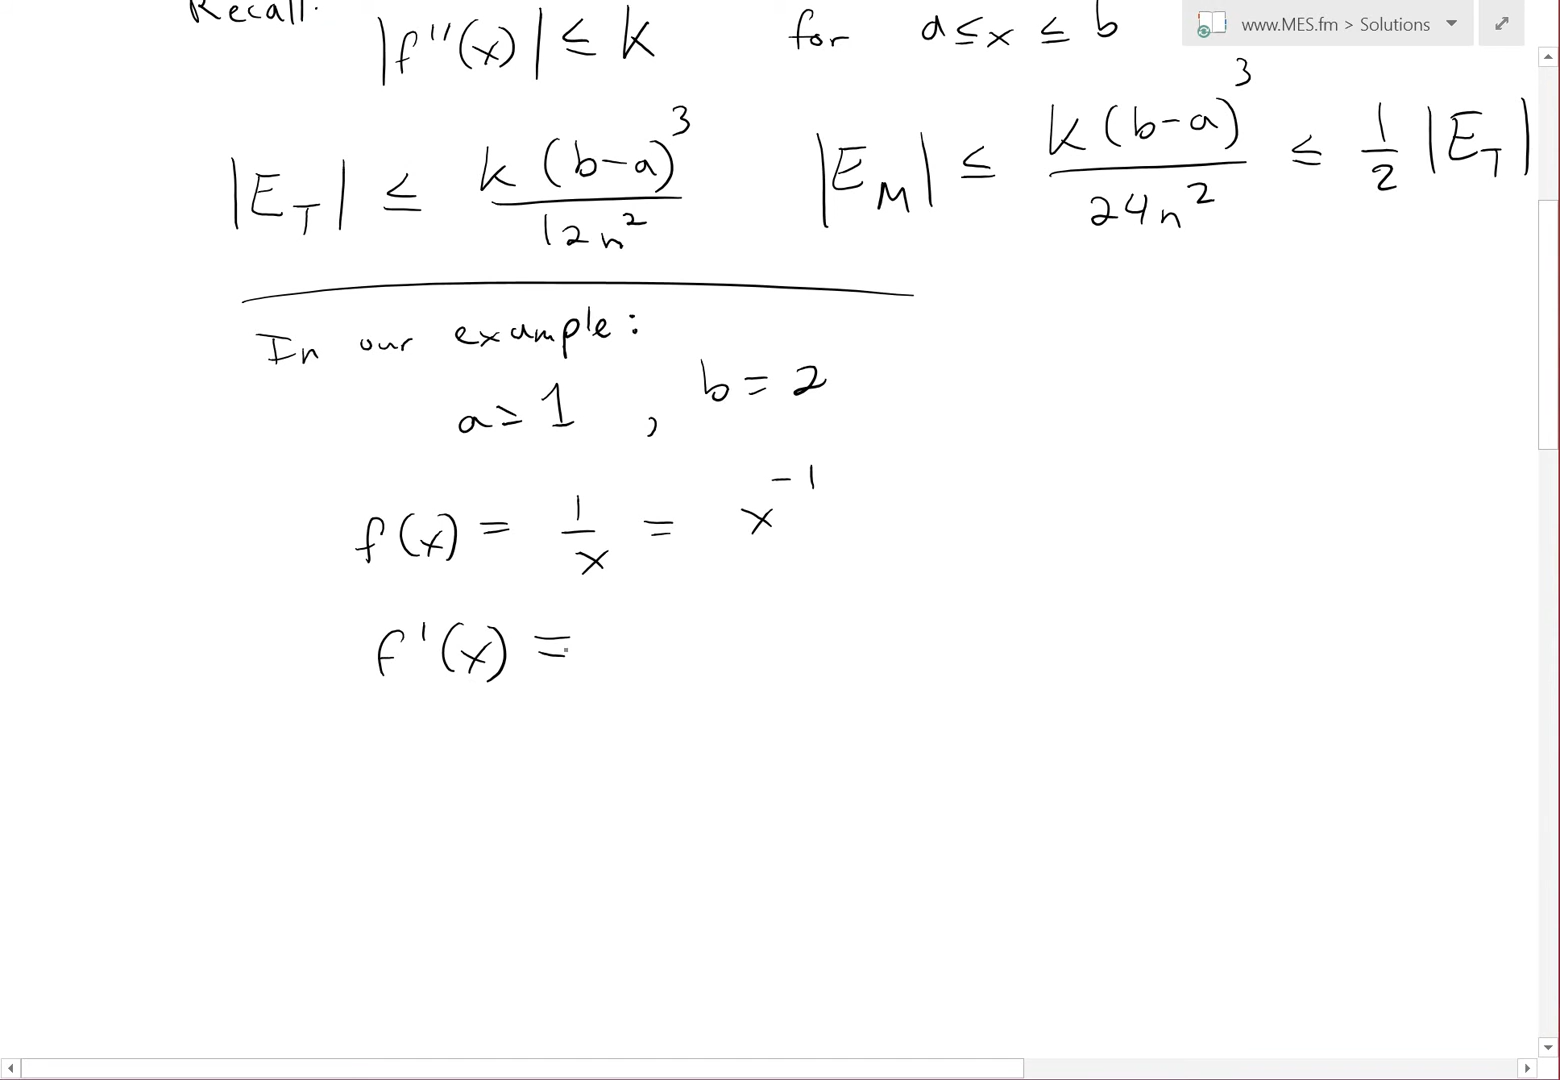 Recall:
|f''(x)| ≤ K for a ≤ x ≤ b
www.MES.fm > Solutions
|E_T| ≤ K(b-a)^3 / 12n^2 |E_M| ≤ K(b-a)^3 / 24n^2 ≤ 1/2 |E_T|
In our example:
a = 1 , b = 2
f(x) = 1/x = x^-1
f'(x) =